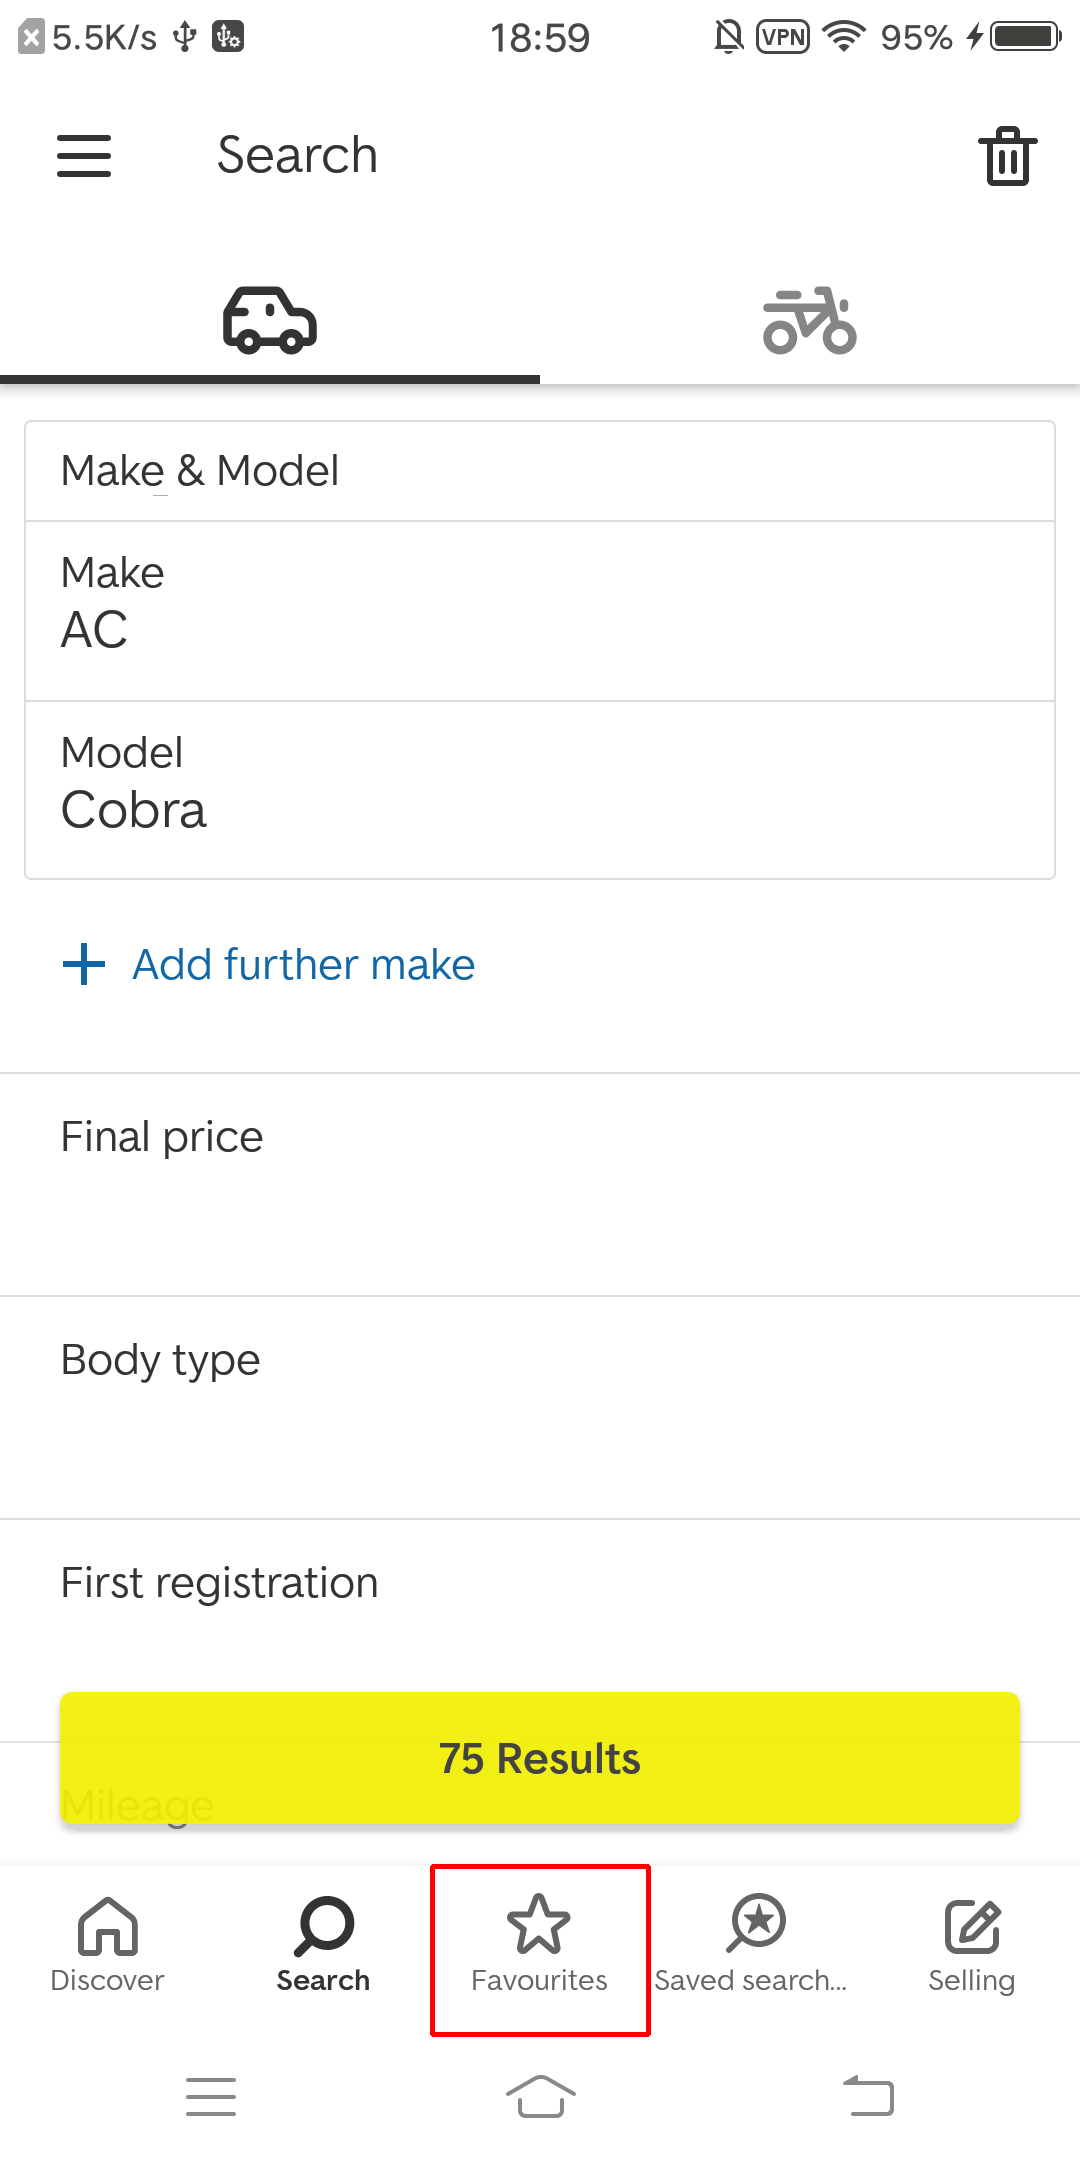 5.5K/s 18:59 VPN 95%
Search
Make & Model
Make
AC
Model
Cobra
Add further make
Final price
Body type
First registration
75 Results
Mileage
Discover Search Favourites Saved search... Selling